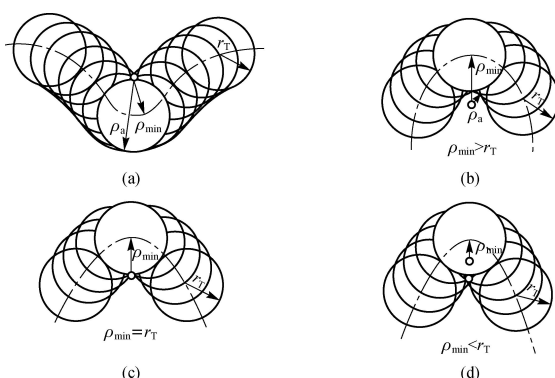 r_T
ρ_min
ρ_a
(a)
ρ_min
r_T
ρ_a
ρ_min>r_T
(b)
ρ_min
r_T
ρ_min=r_T
(c)
ρ_min
r_T
ρ_min<r_T
(d)